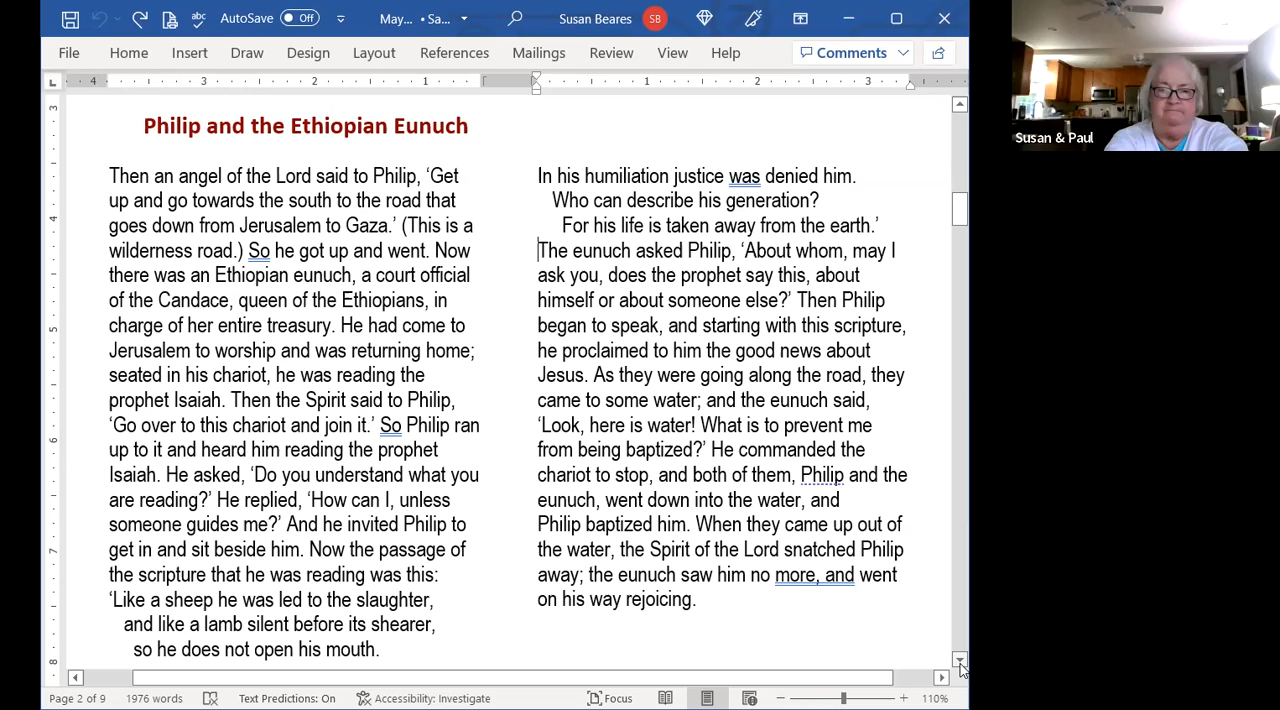 AutoSave Off May... • Sa... Susan Beares SB
File Home Insert Draw Design Layout References Mailings Review View Help Comments
4 3 2 1 1 2 3
Philip and the Ethiopian Eunuch
Then an angel of the Lord said to Philip, ‘Get
up and go towards the south to the road that
goes down from Jerusalem to Gaza.’ (This is a
wilderness road.) So he got up and went. Now
there was an Ethiopian eunuch, a court official
of the Candace, queen of the Ethiopians, in
charge of her entire treasury. He had come to
Jerusalem to worship and was returning home;
seated in his chariot, he was reading the
prophet Isaiah. Then the Spirit said to Philip,
‘Go over to this chariot and join it.’ So Philip ran
up to it and heard him reading the prophet
Isaiah. He asked, ‘Do you understand what you
are reading?’ He replied, ‘How can I, unless
someone guides me?’ And he invited Philip to
get in and sit beside him. Now the passage of
the scripture that he was reading was this:
‘Like a sheep he was led to the slaughter,
and like a lamb silent before its shearer,
so he does not open his mouth.
In his humiliation justice was denied him.
Who can describe his generation?
For his life is taken away from the earth.’
The eunuch asked Philip, ‘About whom, may I
ask you, does the prophet say this, about
himself or about someone else?’ Then Philip
began to speak, and starting with this scripture,
he proclaimed to him the good news about
Jesus. As they were going along the road, they
came to some water; and the eunuch said,
‘Look, here is water! What is to prevent me
from being baptized?’ He commanded the
chariot to stop, and both of them, Philip and the
eunuch, went down into the water, and
Philip baptized him. When they came up out of
the water, the Spirit of the Lord snatched Philip
away; the eunuch saw him no more, and went
on his way rejoicing.
3
4
5
6
7
8
Page 2 of 9 1976 words Text Predictions: On Accessibility: Investigate Focus 110%
Susan & Paul